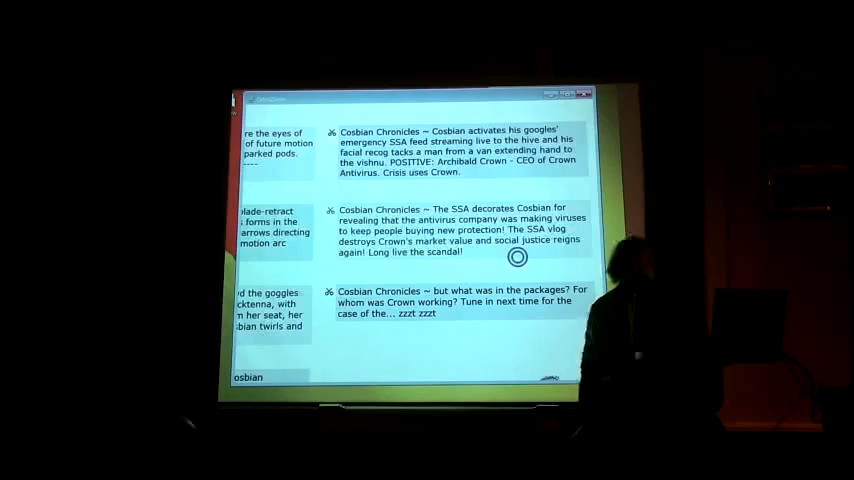 re the eyes of
of future motion
parked pods.
----
blade-retract
forms in the
arrows directing
motion arc
d the goggles
cktenna, with
n her seat, her
bian twirls and
osbian
Cosbian Chronicles ~ Cosbian activates his googles'
emergency SSA feed streaming live to the hive and his
facial recog tacks a man from a van extending hand to
the vishnu. POSITIVE: Archibald Crown - CEO of Crown
Antivirus. Crisis uses Crown.
Cosbian Chronicles ~ The SSA decorates Cosbian for
revealing that the antivirus company was making viruses
to keep people buying new protection! The SSA vlog
destroys Crown's market value and social justice reigns
again! Long live the scandal!
Cosbian Chronicles ~ but what was in the packages? For
whom was Crown working? Tune in next time for the
case of the... zzzt zzzt